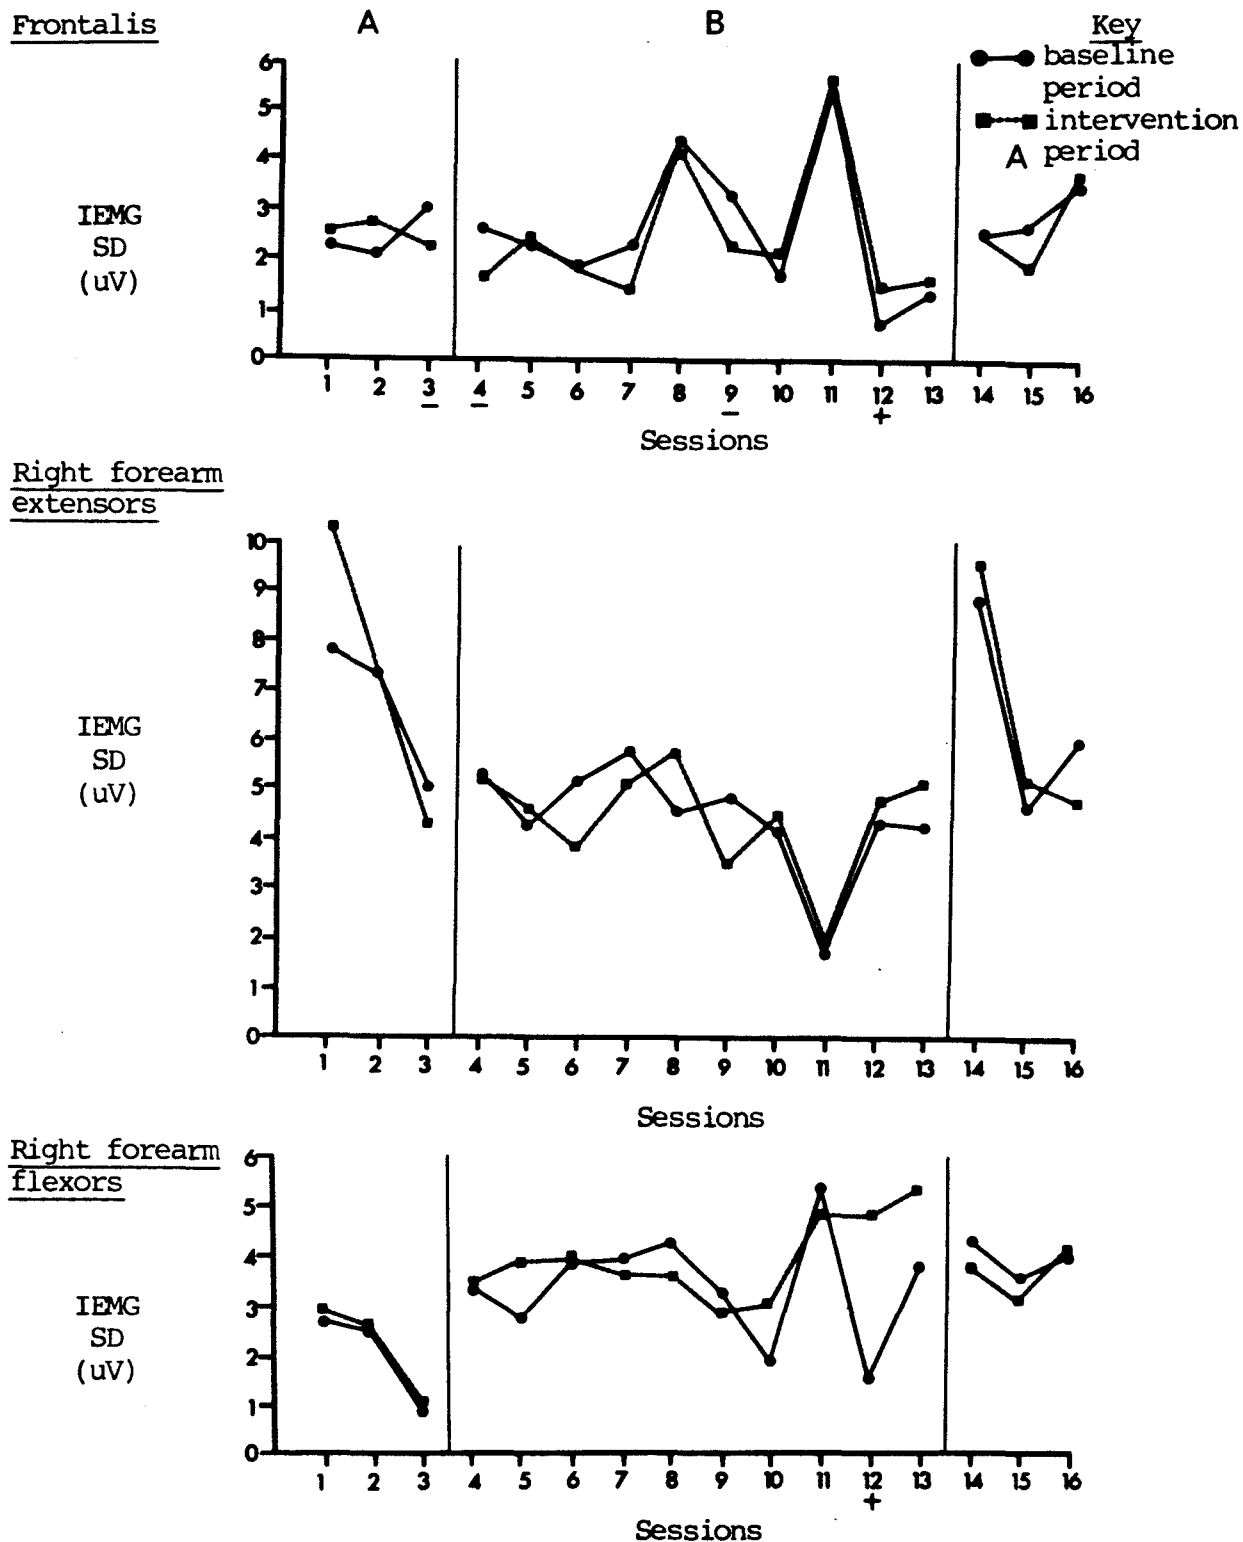 Frontalis
A
B
Key
baseline
period
intervention
period
A
IEMG
SD
(uV)
6
5
4
3
2
1
0
1 2 3 4 5 6 7 8 9 10 11 12 13 14 15 16
− − − +
Sessions
Right forearm
extensors
IEMG
SD
(uV)
10
9
8
7
6
5
4
3
2
1
0
1 2 3 4 5 6 7 8 9 10 11 12 13 14 15 16
Sessions
Right forearm
flexors
IEMG
SD
(uV)
6
5
4
3
2
1
0
1 2 3 4 5 6 7 8 9 10 11 12 13 14 15 16
+
Sessions